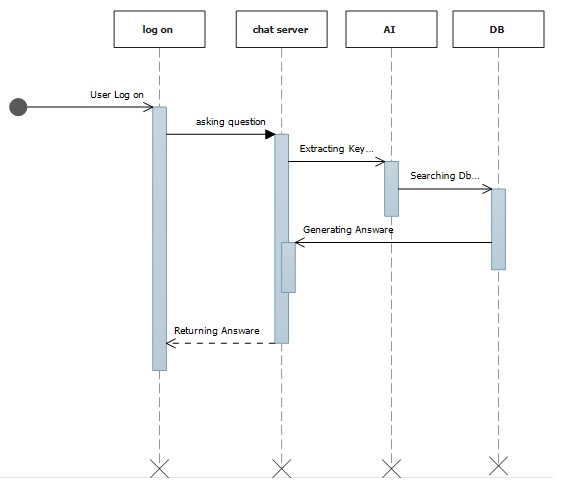 log on
chat server
AI
DB
User Log on
asking question
Extracting Key...
Searching Db...
Generating Answare
Returning Answare